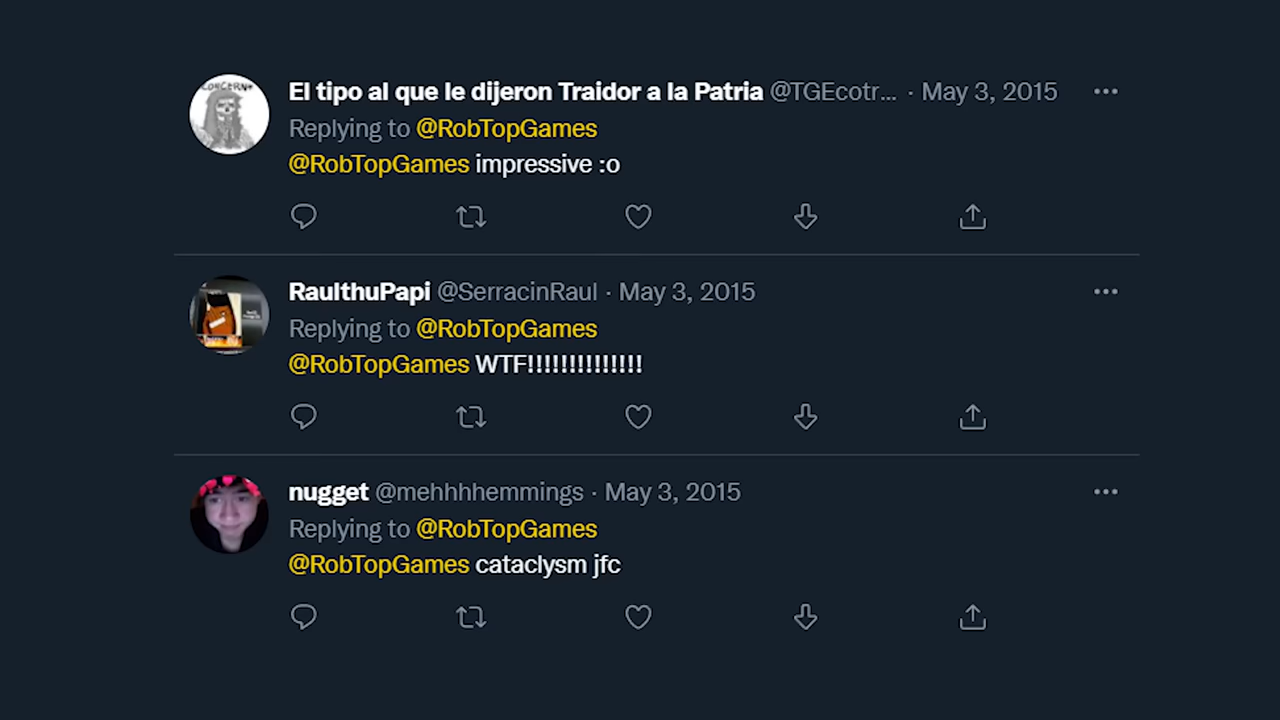 El tipo al que le dijeron Traidor a la Patria @TGEcotr... · May 3, 2015
Replying to @RobTopGames
@RobTopGames impressive :o
RaulthuPapi @SerracinRaul · May 3, 2015
Replying to @RobTopGames
@RobTopGames WTF!!!!!!!!!!!!!!
nugget @mehhhhemmings · May 3, 2015
Replying to @RobTopGames
@RobTopGames cataclysm jfc